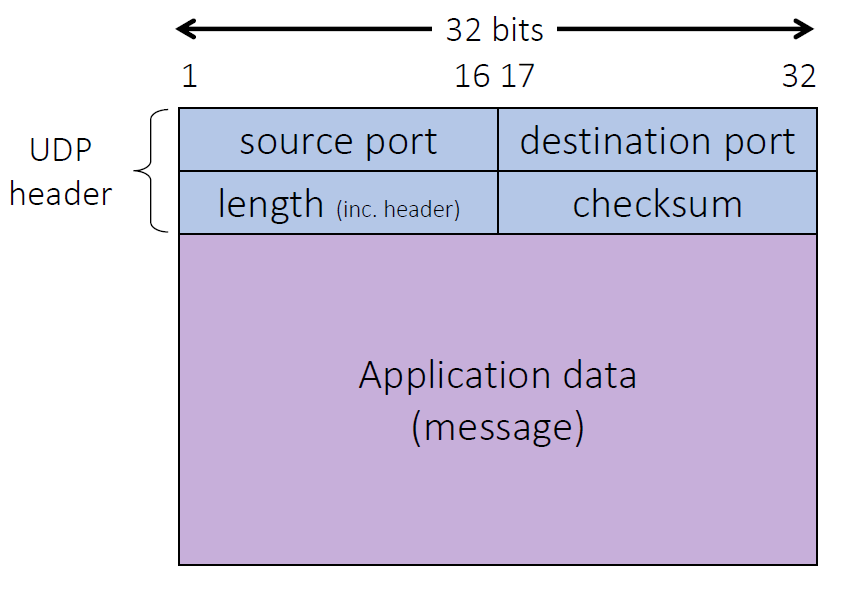 32 bits
1 16 17 32
UDP
header
source port destination port
length (inc. header) checksum
Application data
(message)